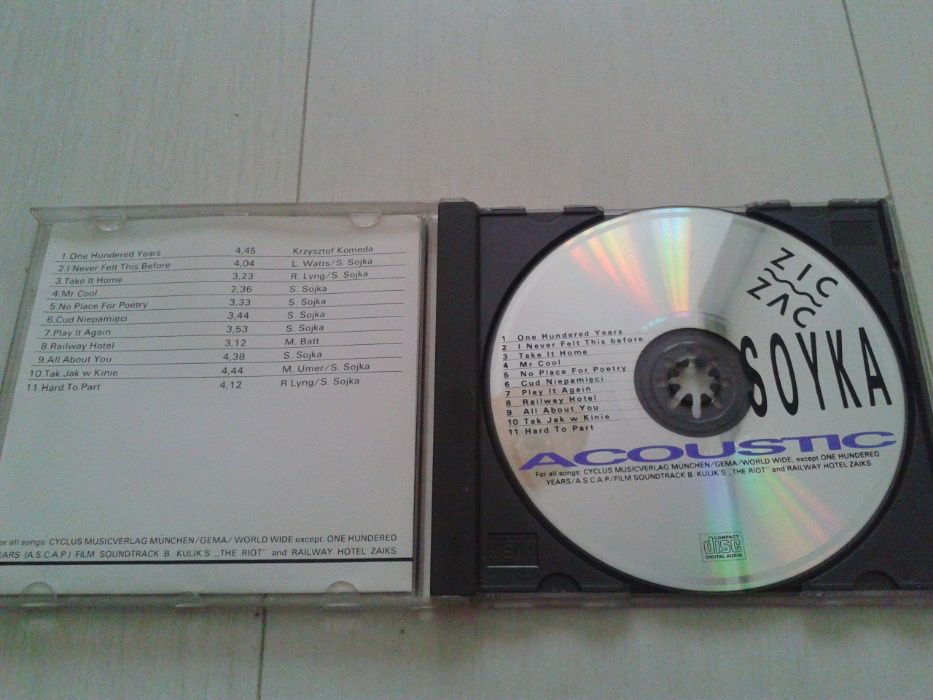 1.One Hundered Years 4,45 Krzysztof Komeda
2.I Never Felt This Before 4,04 L. Watts/S. Sojka
3.Take It Home 3,23 R. Lyng/S. Sojka
4.Mr Cool 2,36 S. Sojka
5.No Place For Poetry 3,33 S. Sojka
6.Cud Niepamięci 3,44 S. Sojka
7.Play It Again 3,53 S. Sojka
8.Railway Hotel 3,12 M. Batt
9.All About You 4,38 S. Sojka
10.Tak Jak w Kinie 4,44 M. Umer/S. Sojka
11.Hard To Part 4,12 R Lyng/S. Sojka
For all songs: CYCLUS MUSICVERLAG MÜNCHEN/GEMA/ WORLD WIDE except: ONE HUNDERED
YEARS (A.S.C.A.P.) FILM SOUNDTRACK B. KULIK'S ,,THE RIOT" and RAILWAY HOTEL ZAIKS
ZIC
ZAC
SOYKA
1 One Hundered Years
2 I Never Felt This before
3 Take It Home
4 Mr Cool
5 No Place For Poetry
6 Cud Niepamięci
7 Play It Again
8 Railway Hotel
9 All About You
10 Tak Jak w Kinie
11 Hard To Part
ACOUSTIC
For all songs: CYCLUS MUSICVERLAG MÜNCHEN/GEMA/WORLD WIDE, except ONE HUNDERED
YEARS/A.S.C.A.P/FILM SOUNDTRACK B. KULIK'S ,,THE RIOT" and RAILWAY HOTEL ZAIKS
COMPACT
disc
DIGITAL AUDIO